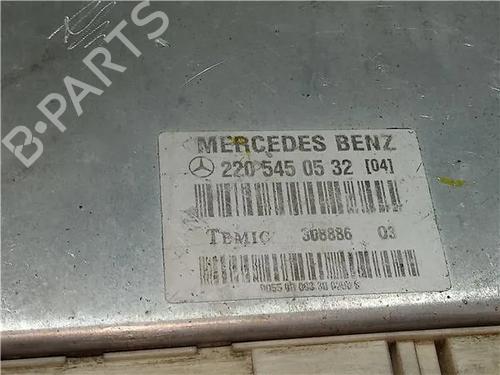 B-PARTS
MERCEDES BENZ
220 545 05 32 [04]
TEMIC 308886 03